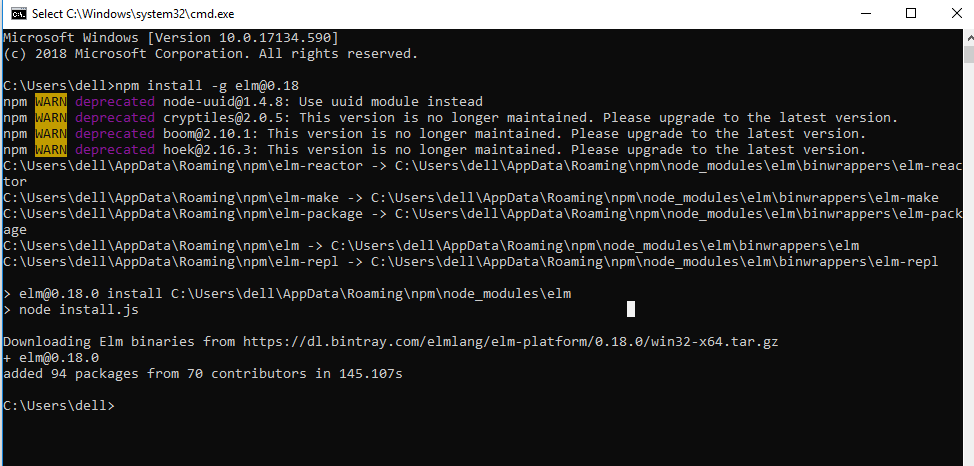 Select C:\Windows\system32\cmd.exe
Microsoft Windows [Version 10.0.17134.590]
(c) 2018 Microsoft Corporation. All rights reserved.
C:\Users\dell>npm install -g elm@0.18
npm WARN deprecated node-uuid@1.4.8: Use uuid module instead
npm WARN deprecated cryptiles@2.0.5: This version is no longer maintained. Please upgrade to the latest version.
npm WARN deprecated boom@2.10.1: This version is no longer maintained. Please upgrade to the latest version.
npm WARN deprecated hoek@2.16.3: This version is no longer maintained. Please upgrade to the latest version.
C:\Users\dell\AppData\Roaming\npm\elm-reactor -> C:\Users\dell\AppData\Roaming\npm\node_modules\elm\binwrappers\elm-reac
tor
C:\Users\dell\AppData\Roaming\npm\elm-make -> C:\Users\dell\AppData\Roaming\npm\node_modules\elm\binwrappers\elm-make
C:\Users\dell\AppData\Roaming\npm\elm-package -> C:\Users\dell\AppData\Roaming\npm\node_modules\elm\binwrappers\elm-pack
age
C:\Users\dell\AppData\Roaming\npm\elm -> C:\Users\dell\AppData\Roaming\npm\node_modules\elm\binwrappers\elm
C:\Users\dell\AppData\Roaming\npm\elm-repl -> C:\Users\dell\AppData\Roaming\npm\node_modules\elm\binwrappers\elm-repl
> elm@0.18.0 install C:\Users\dell\AppData\Roaming\npm\node_modules\elm
> node install.js
Downloading Elm binaries from https://dl.bintray.com/elmlang/elm-platform/0.18.0/win32-x64.tar.gz
+ elm@0.18.0
added 94 packages from 70 contributors in 145.107s
C:\Users\dell>